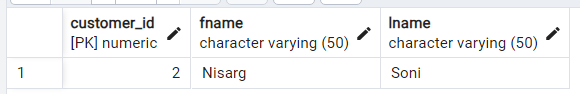 customer_id fname lname
[PK] numeric character varying (50) character varying (50)
1 2 Nisarg Soni